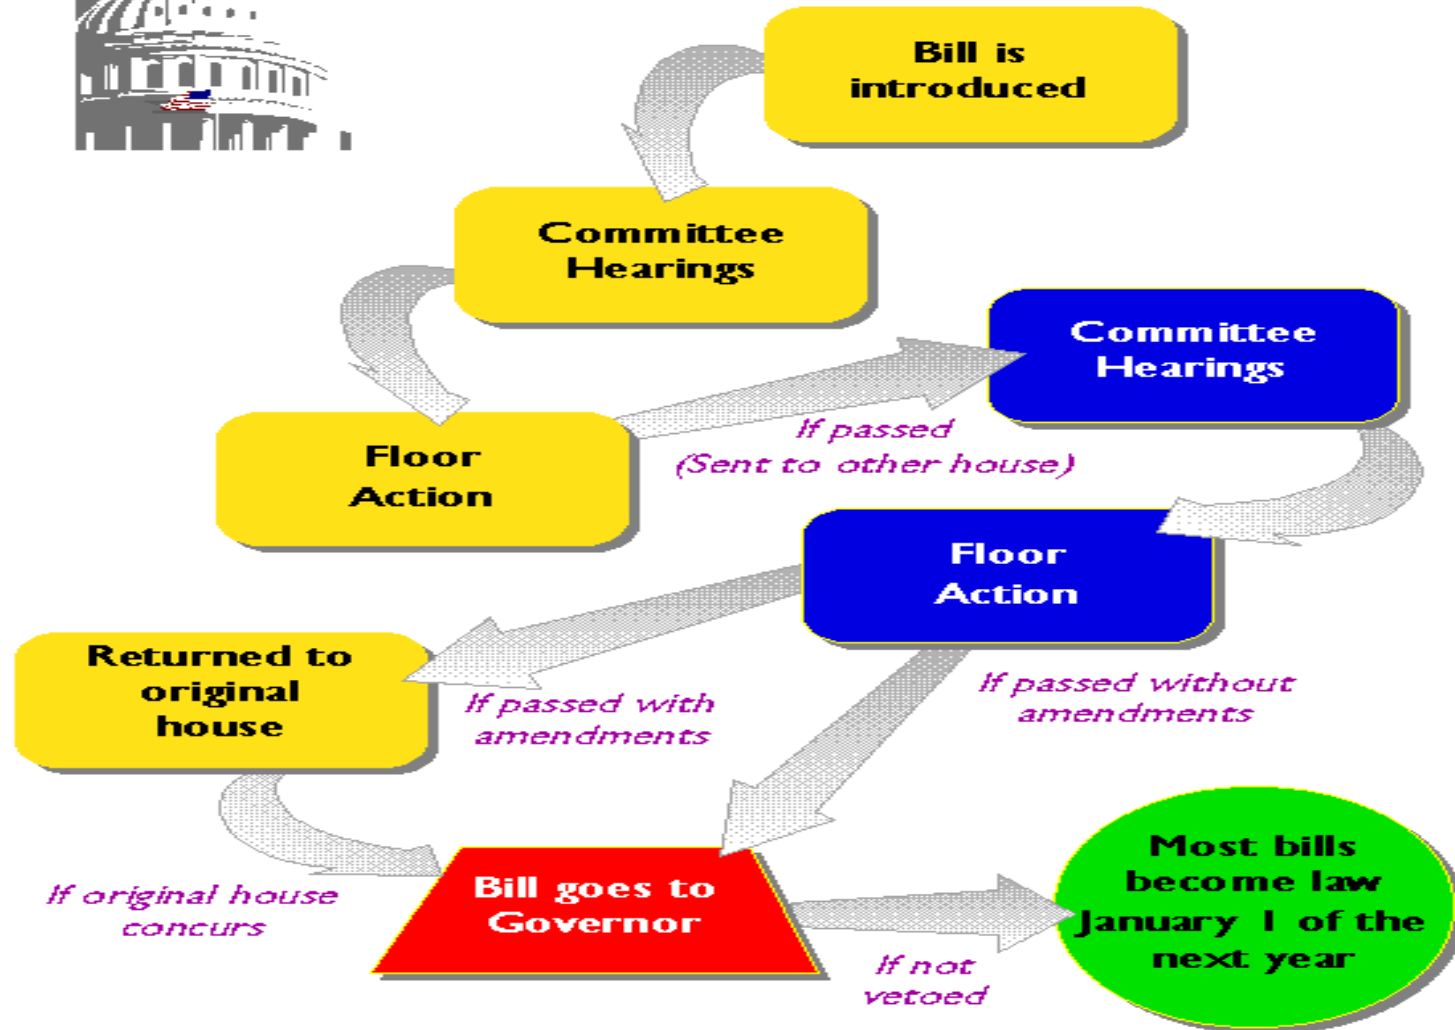 Bill is
introduced
Committee
Hearings
Committee
Hearings
If passed
(Sent to other house)
Floor
Action
Floor
Action
Returned to
original
house
If passed with
amendments
If passed without
amendments
If original house
concurs
Bill goes to
Governor
If not
vetoed
Most bills
become law
January 1 of the
next year